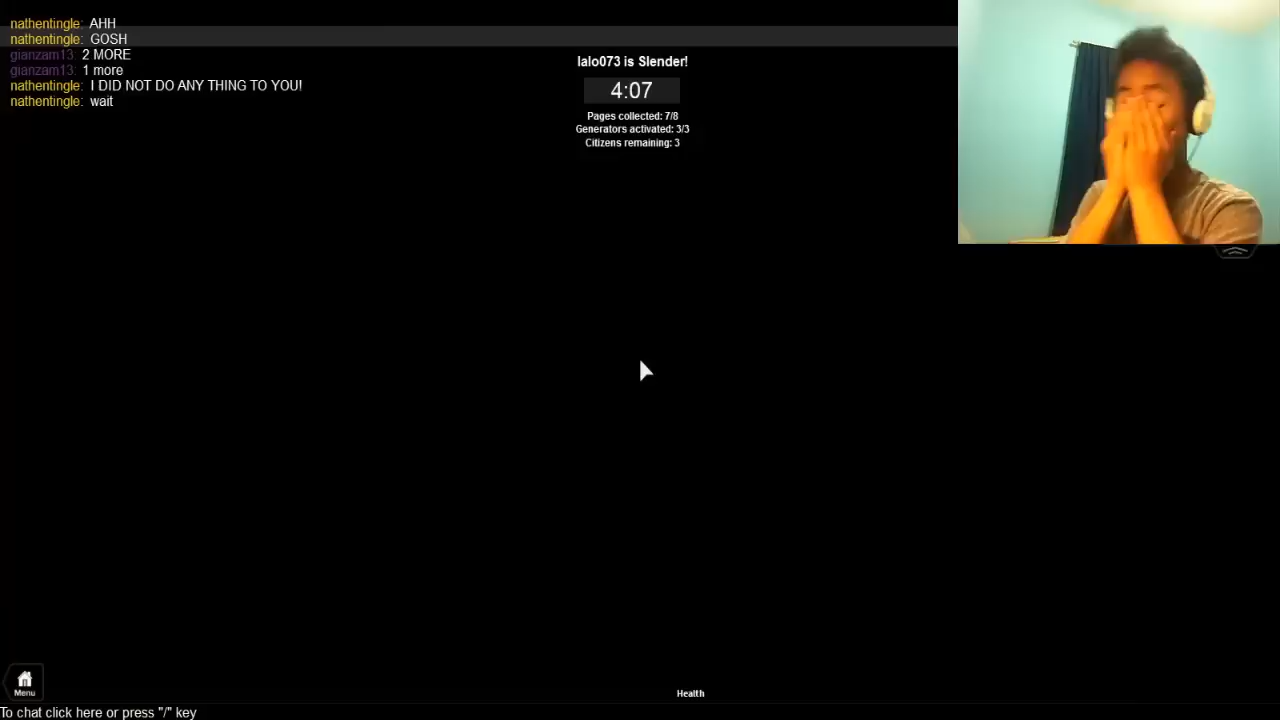 nathentingle: AHH
nathentingle: GOSH
gianzam13: 2 MORE
gianzam13: 1 more
nathentingle: I DID NOT DO ANY THING TO YOU!
nathentingle: wait
lalo073 is Slender!
4:07
Pages collected: 7/8
Generators activated: 3/3
Citizens remaining: 3
Menu
Health
To chat click here or press "/" key